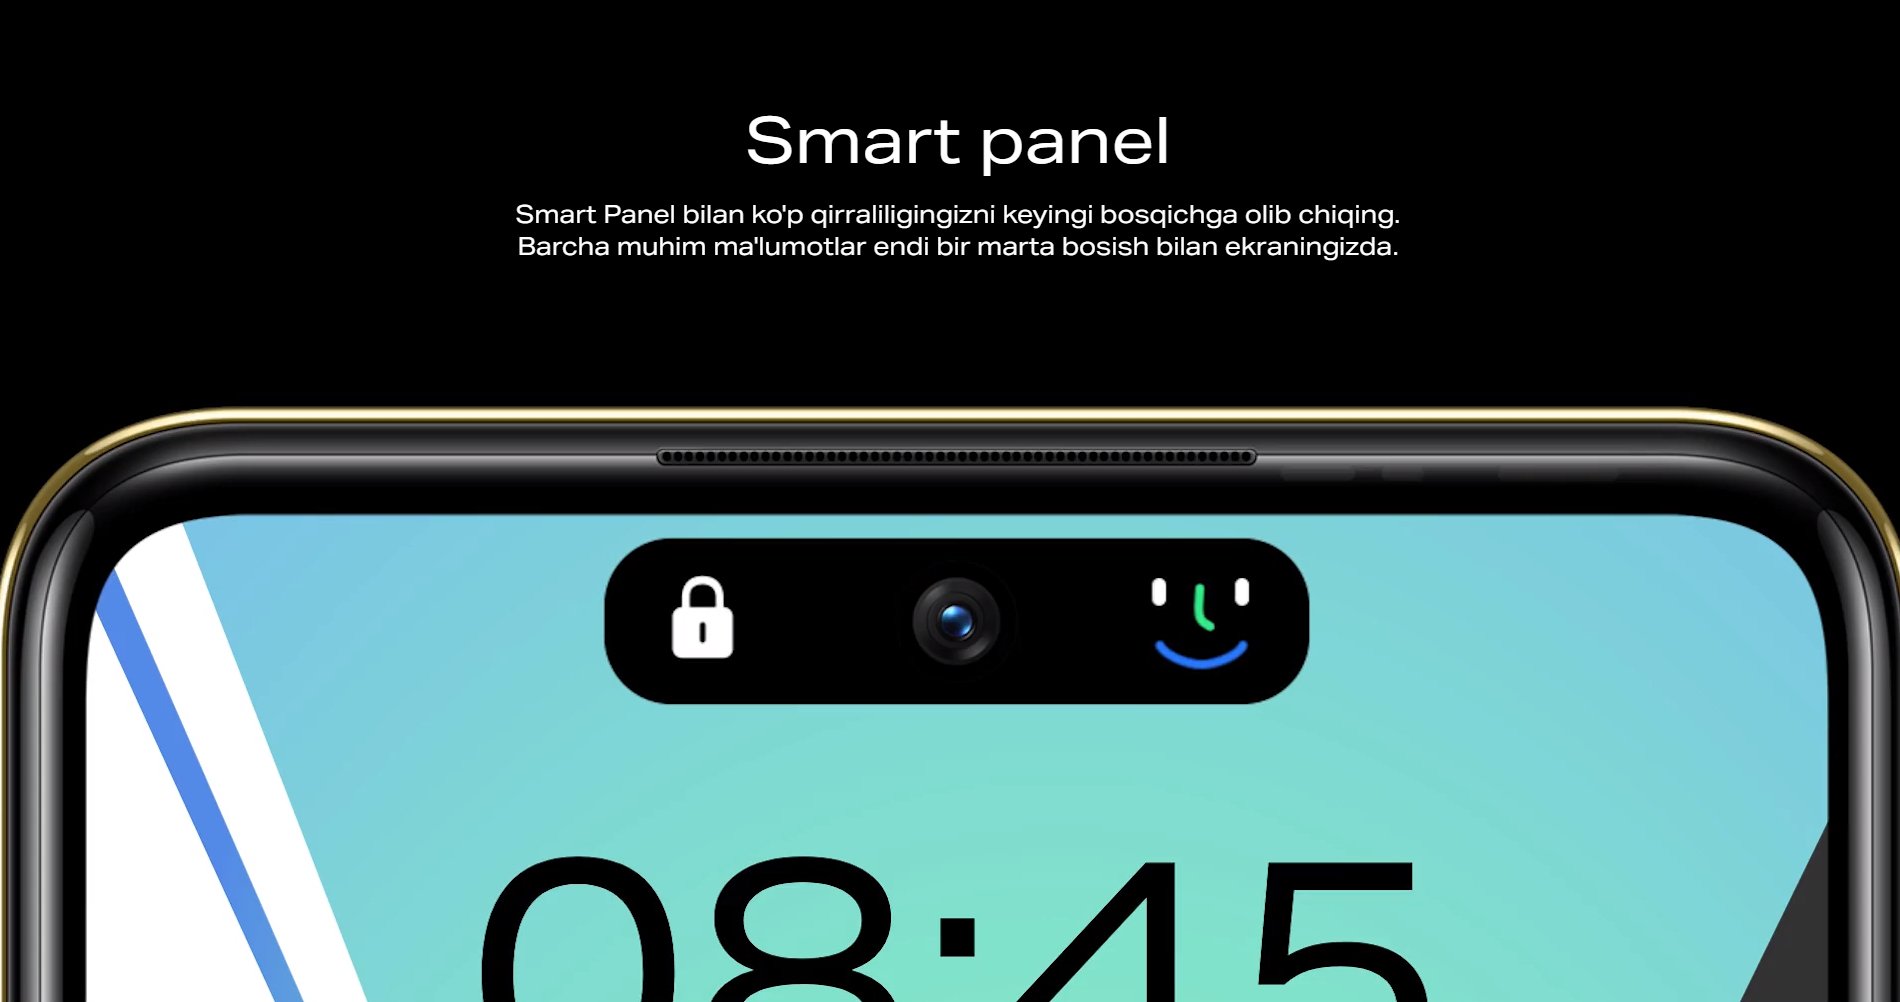 Smart panel
Smart Panel bilan ko'p qirraliligingizni keyingi bosqichga olib chiqing.
Barcha muhim ma'lumotlar endi bir marta bosish bilan ekraningizda.
08:45